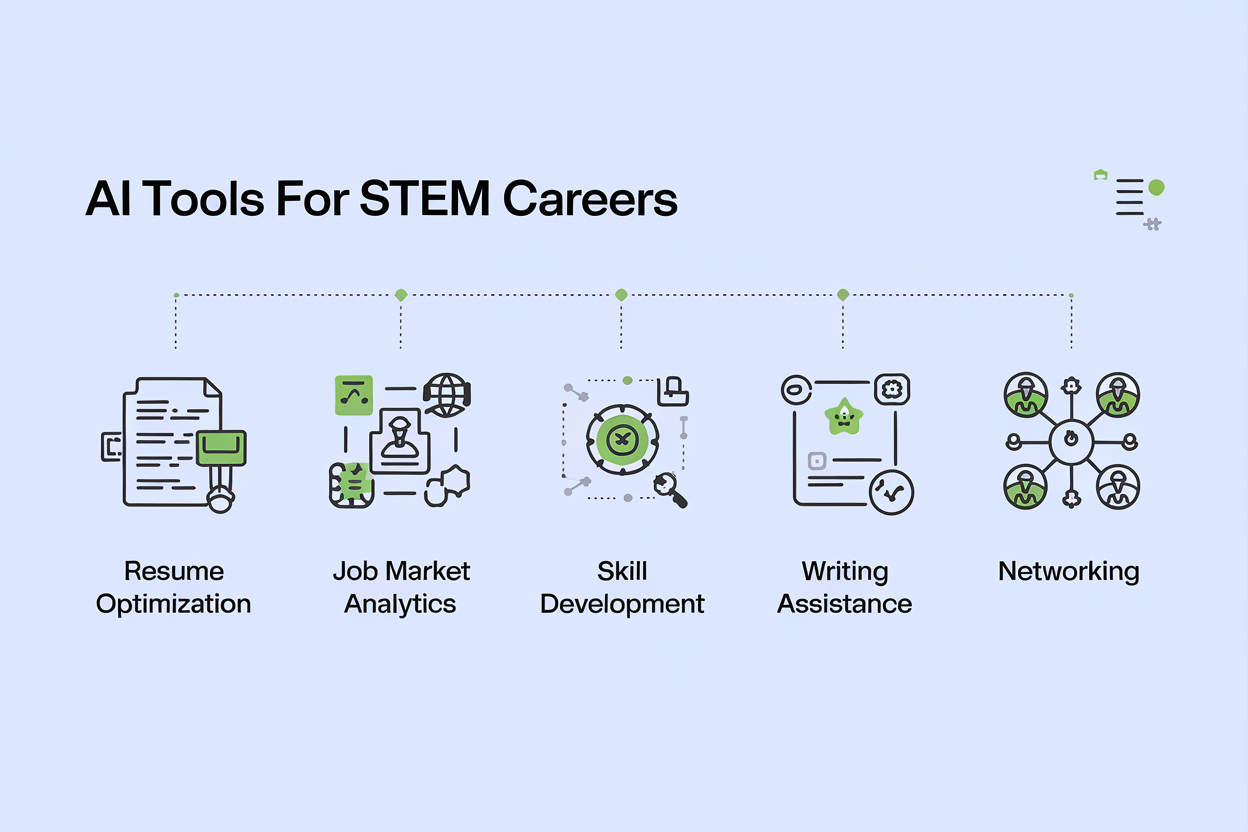 AI Tools For STEM Careers
Resume
Optimization
Job Market
Analytics
Skill
Development
Writing
Assistance
Networking